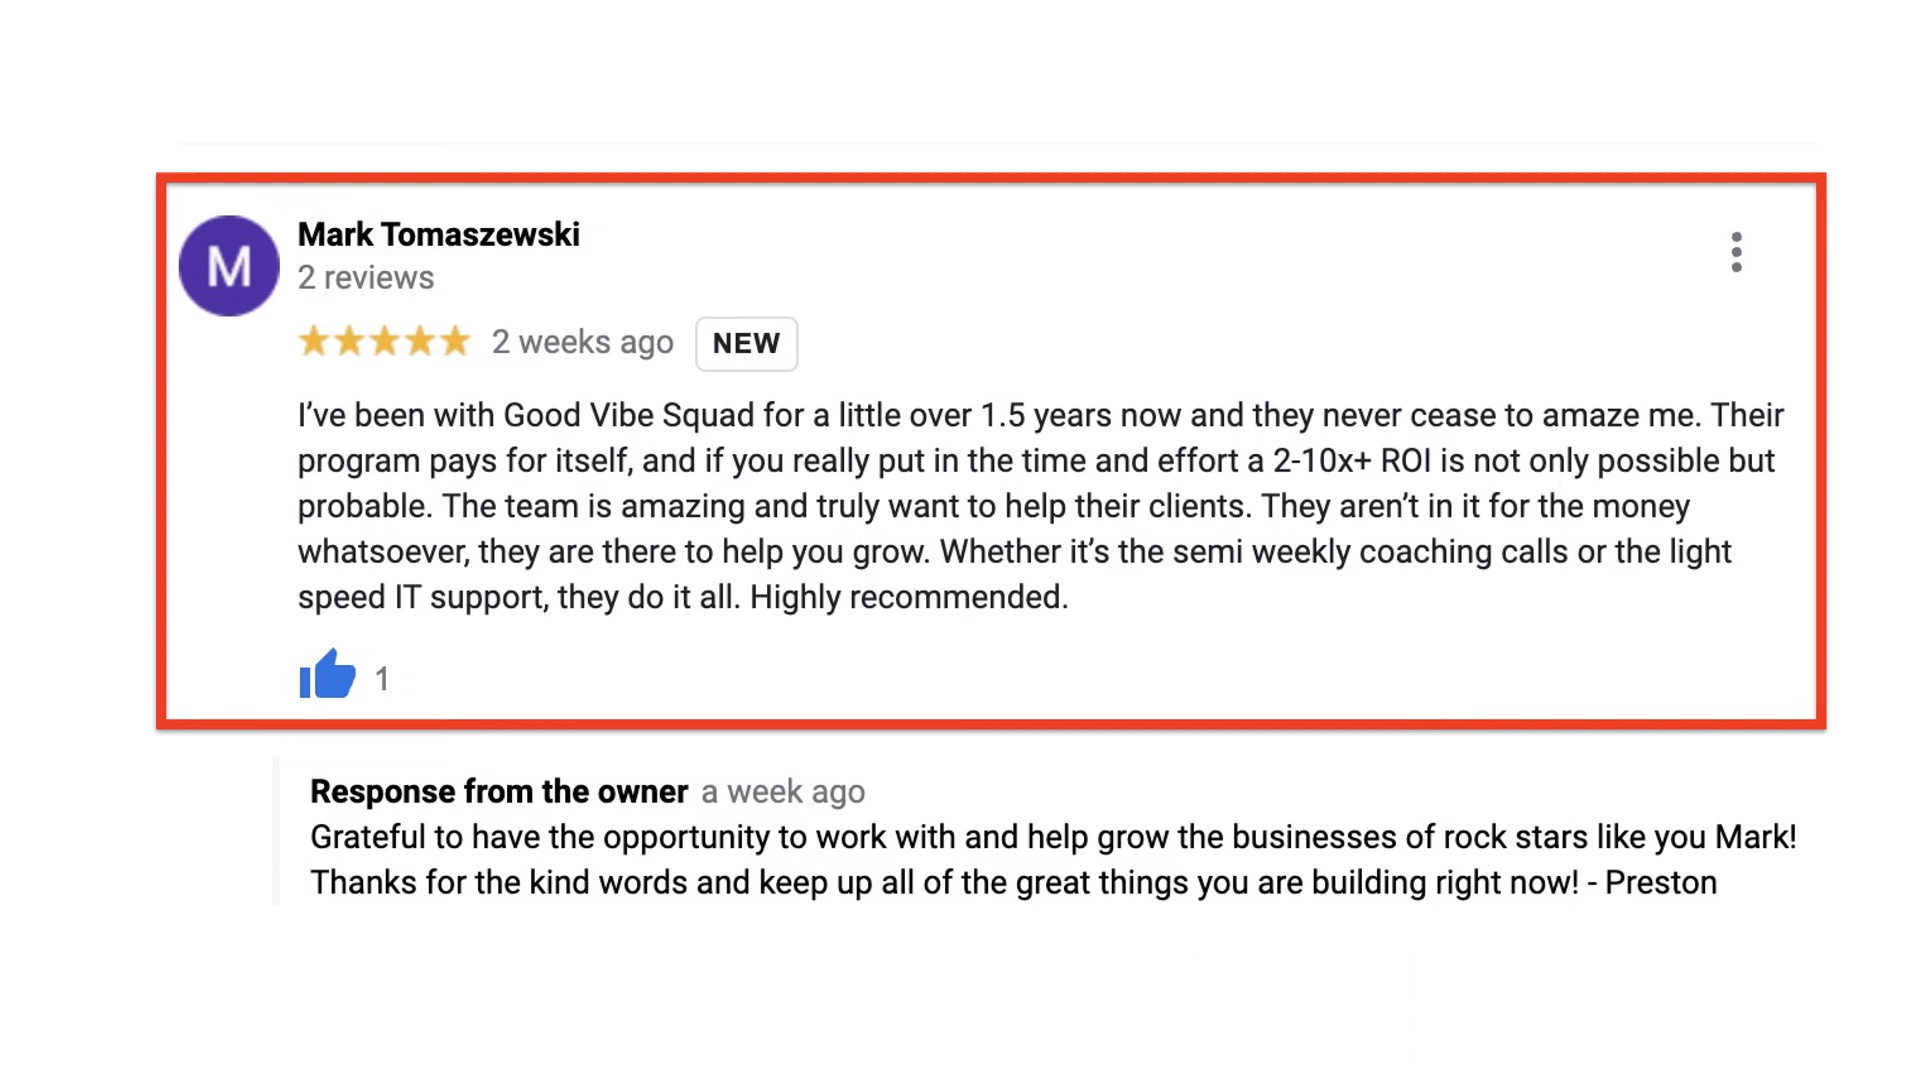 M
Mark Tomaszewski
2 reviews
2 weeks ago NEW
I’ve been with Good Vibe Squad for a little over 1.5 years now and they never cease to amaze me. Their
program pays for itself, and if you really put in the time and effort a 2-10x+ ROI is not only possible but
probable. The team is amazing and truly want to help their clients. They aren’t in it for the money
whatsoever, they are there to help you grow. Whether it’s the semi weekly coaching calls or the light
speed IT support, they do it all. Highly recommended.
1
Response from the owner a week ago
Grateful to have the opportunity to work with and help grow the businesses of rock stars like you Mark!
Thanks for the kind words and keep up all of the great things you are building right now! - Preston